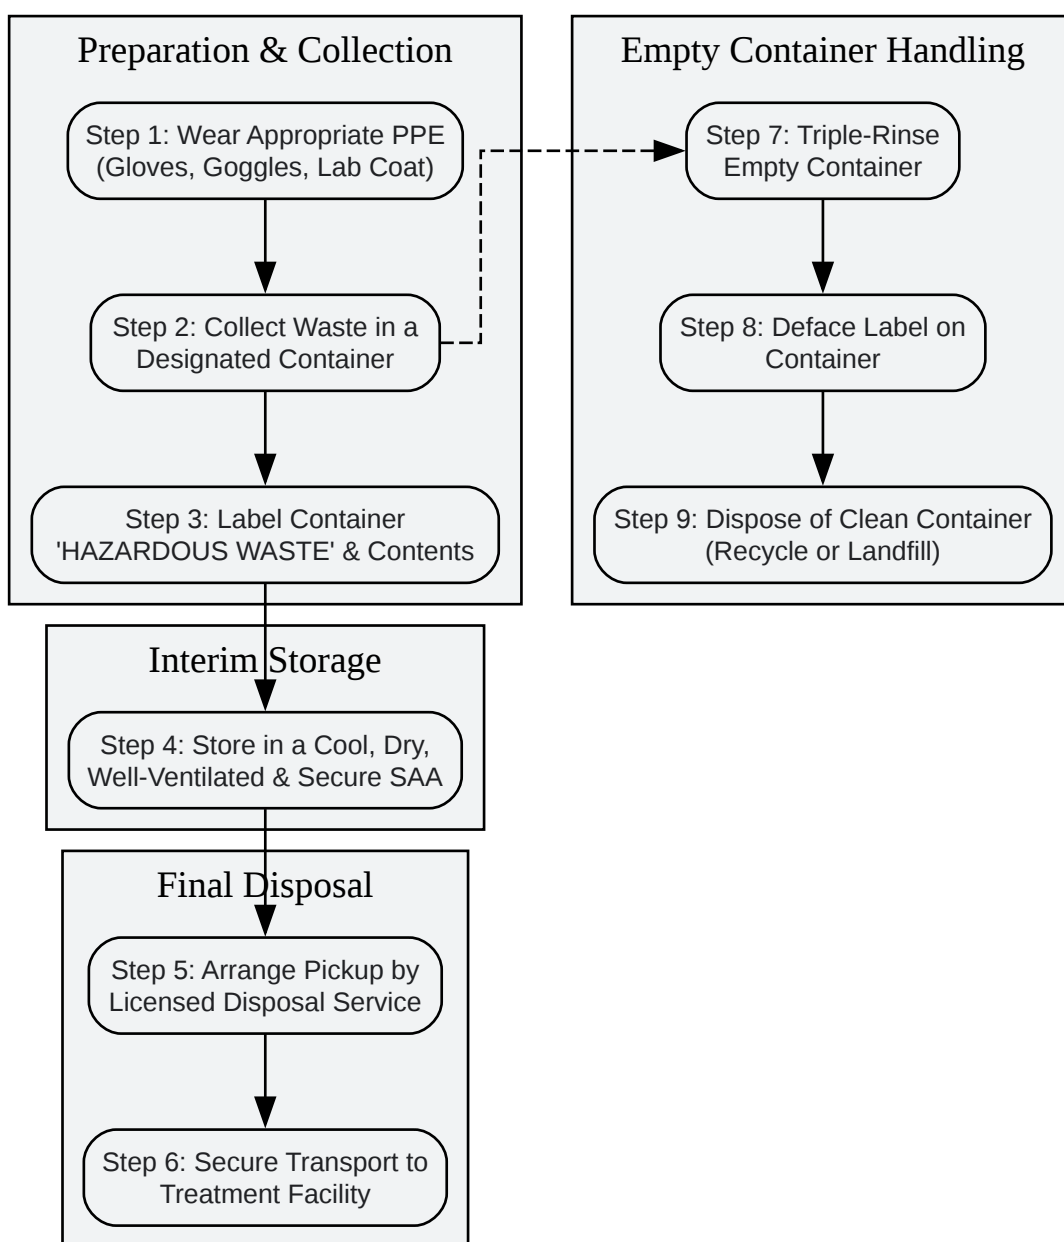 Preparation & Collection
Step 1: Wear Appropriate PPE
(Gloves, Goggles, Lab Coat)
Step 2: Collect Waste in a
Designated Container
Step 3: Label Container
'HAZARDOUS WASTE' & Contents
Interim Storage
Step 4: Store in a Cool, Dry,
Well-Ventilated & Secure SAA
Final Disposal
Step 5: Arrange Pickup by
Licensed Disposal Service
Step 6: Secure Transport to
Treatment Facility
Empty Container Handling
Step 7: Triple-Rinse
Empty Container
Step 8: Deface Label on
Container
Step 9: Dispose of Clean Container
(Recycle or Landfill)